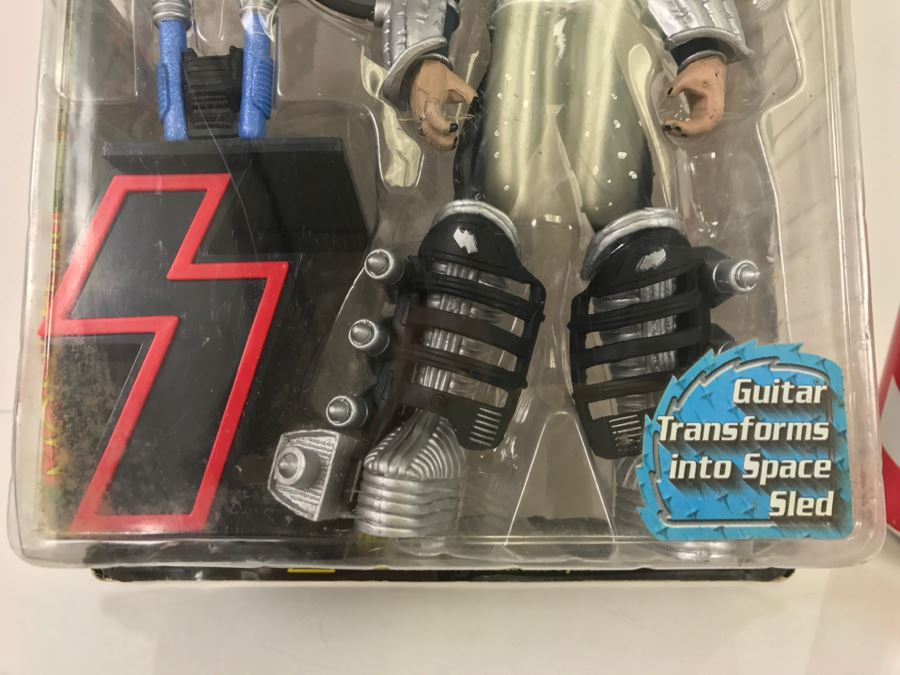 Guitar
Transforms
into Space
Sled